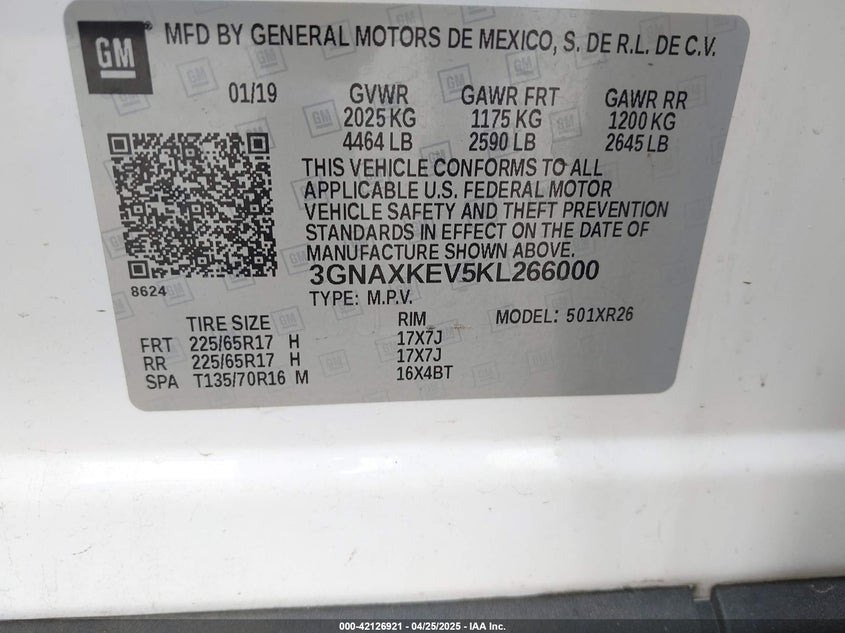 GM
MFD BY GENERAL MOTORS DE MEXICO, S. DE R.L. DE C.V.
01/19 GVWR GAWR FRT GAWR RR
2025 KG 1175 KG 1200 KG
4464 LB 2590 LB 2645 LB
THIS VEHICLE CONFORMS TO ALL
APPLICABLE U.S. FEDERAL MOTOR
VEHICLE SAFETY AND THEFT PREVENTION
STANDARDS IN EFFECT ON THE DATE OF
MANUFACTURE SHOWN ABOVE.
3GNAXKEV5KL266000
8624
TYPE: M.P.V. MODEL: 501XR26
TIRE SIZE RIM
FRT 225/65R17 H 17X7J
RR 225/65R17 H 17X7J
SPA T135/70R16 M 16X4BT
000-42126921 | 04/25/2025 - IAA Inc.